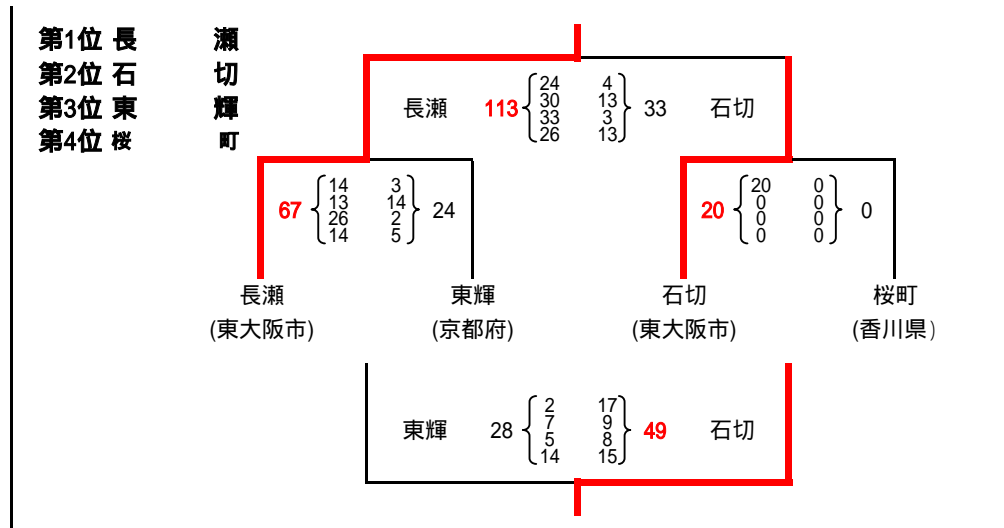 第1位 長 瀬
第2位 石 切
第3位 東 輝
第4位 桜 町
長瀬 113 24 4 33 石切
30 13
33 3
26 13
67 14 3 24
13 14
26 2
14 5
20 20 0 0
0 0
0 0
0 0
長瀬 東輝 石切 桜町
(東大阪市) (京都府) (東大阪市) (香川県)
東輝 28 2 17 49 石切
7 9
5 8
14 15